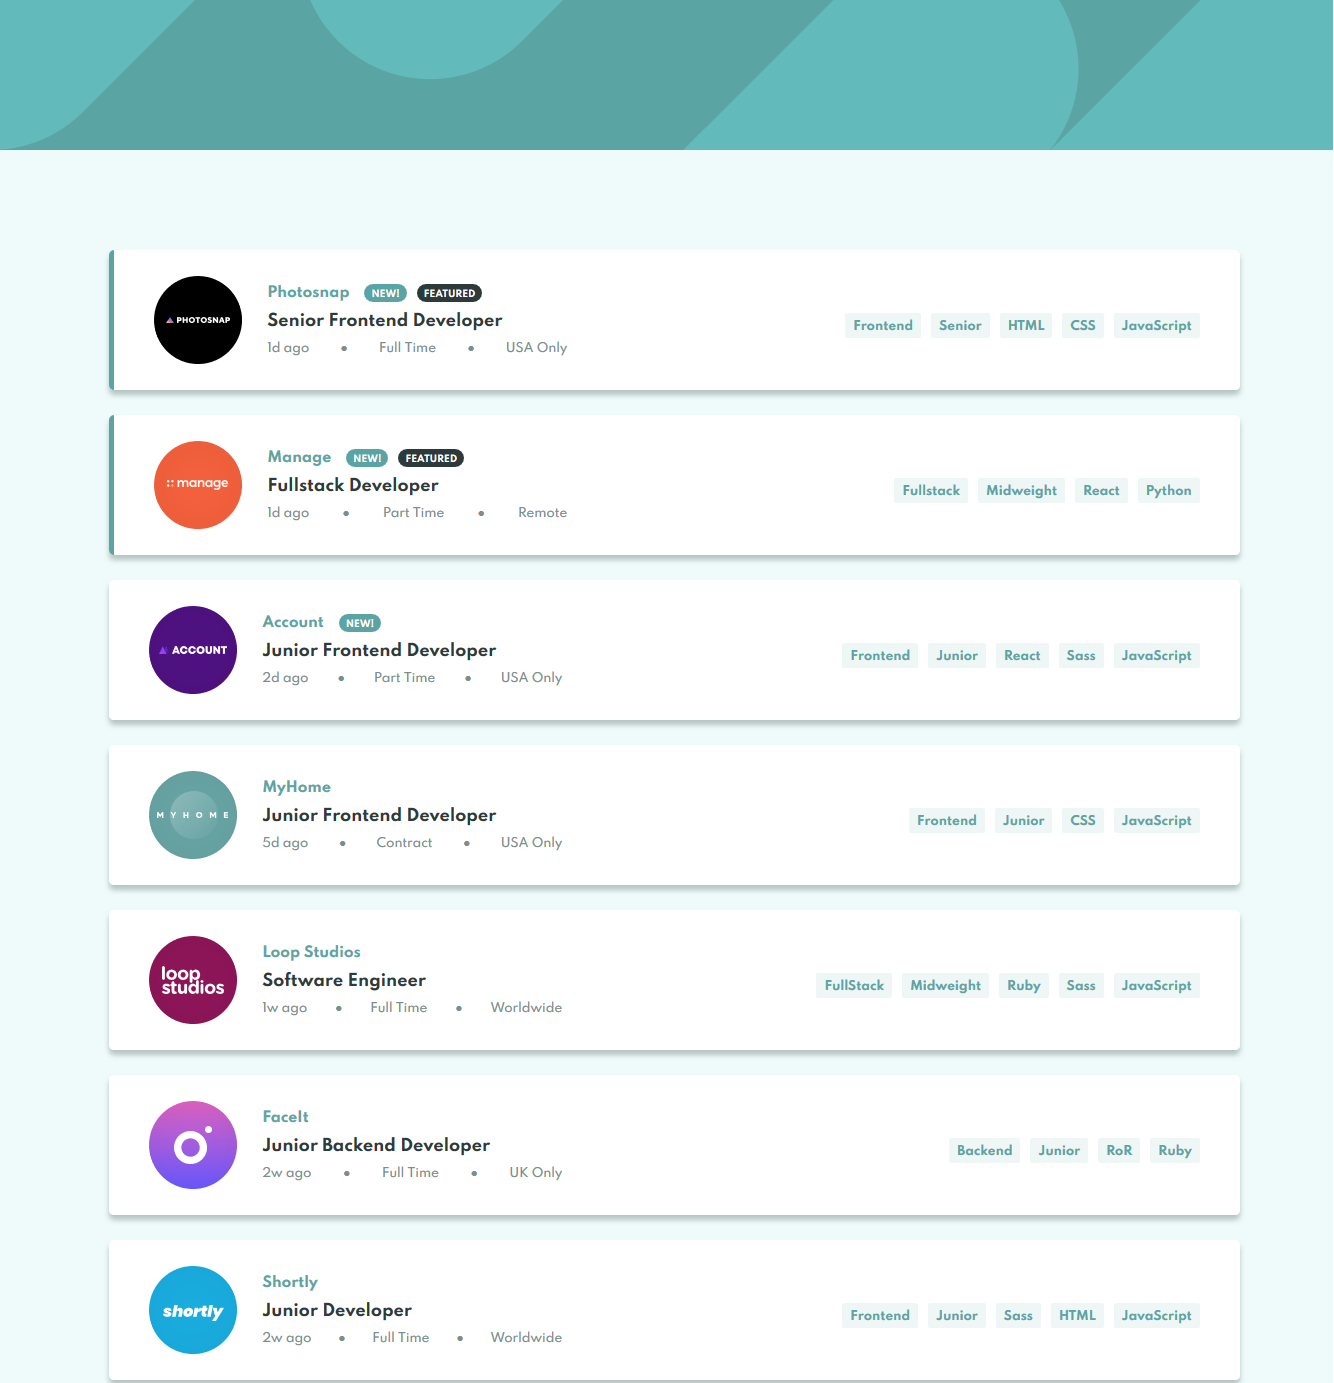 PHOTOSNAP
Photosnap NEW! FEATURED
Senior Frontend Developer
1d ago • Full Time • USA Only
Frontend Senior HTML CSS JavaScript
manage
Manage NEW! FEATURED
Fullstack Developer
1d ago • Part Time • Remote
Fullstack Midweight React Python
ACCOUNT
Account NEW!
Junior Frontend Developer
2d ago • Part Time • USA Only
Frontend Junior React Sass JavaScript
MYHOME
MyHome
Junior Frontend Developer
5d ago • Contract • USA Only
Frontend Junior CSS JavaScript
loop
studios
Loop Studios
Software Engineer
1w ago • Full Time • Worldwide
FullStack Midweight Ruby Sass JavaScript
FaceIt
Junior Backend Developer
2w ago • Full Time • UK Only
Backend Junior RoR Ruby
shortly
Shortly
Junior Developer
2w ago • Full Time • Worldwide
Frontend Junior Sass HTML JavaScript